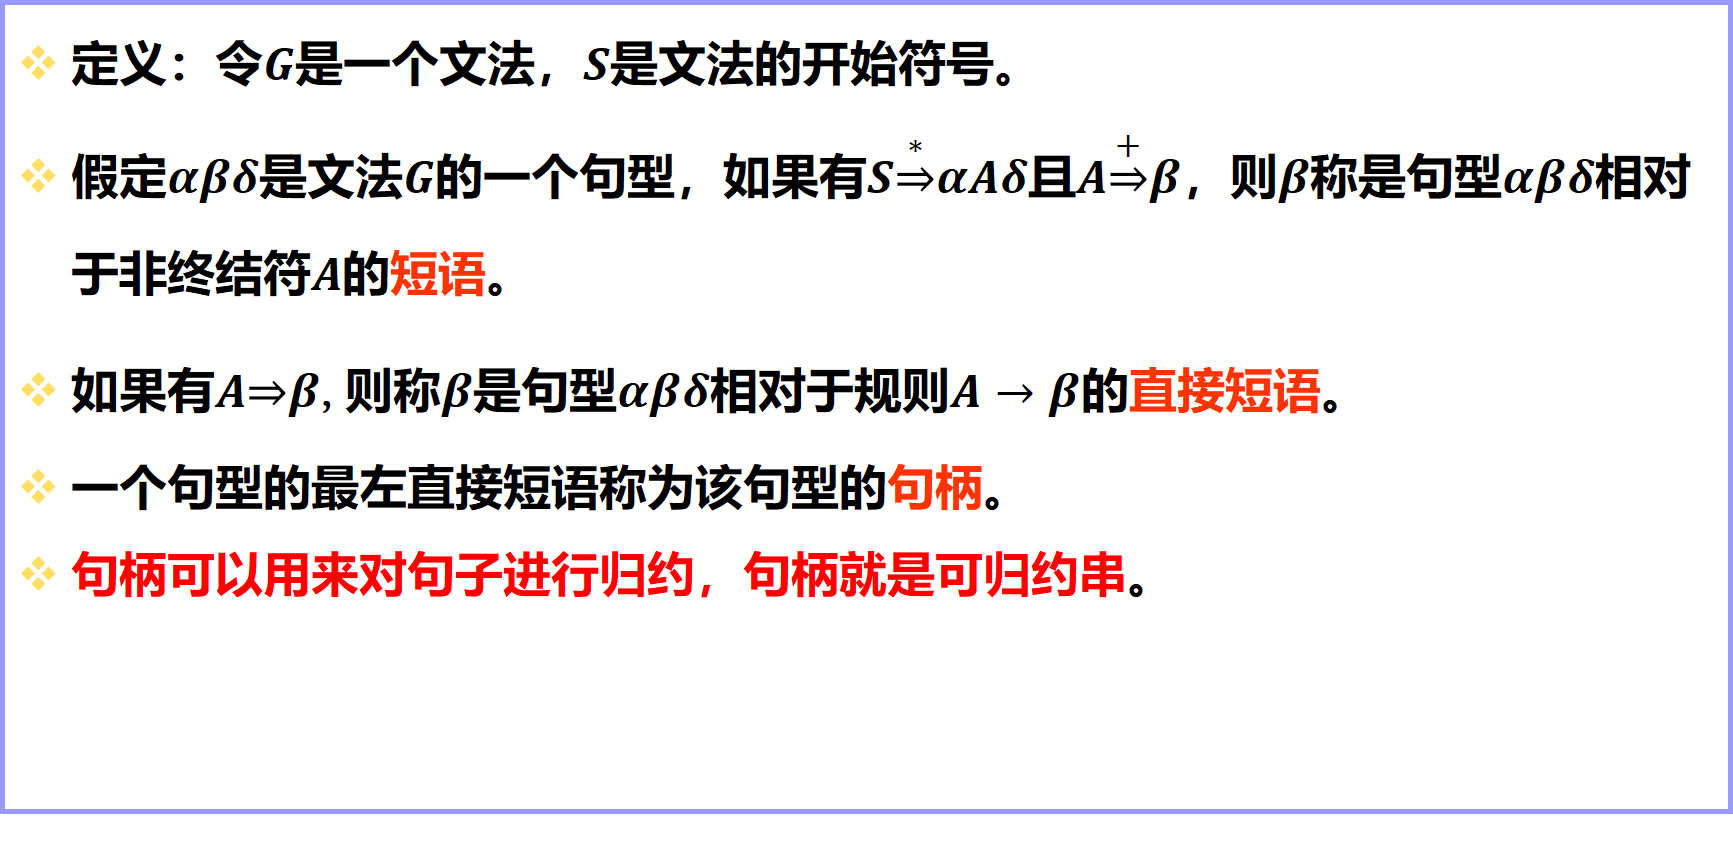 ❖ 定义：令G是一个文法，S是文法的开始符号。
❖ 假定αβδ是文法G的一个句型，如果有S⇒*αAδ且A⇒+β，则β称是句型αβδ相对
于非终结符A的短语。
❖ 如果有A⇒β, 则称β是句型αβδ相对于规则A → β的直接短语。
❖ 一个句型的最左直接短语称为该句型的句柄。
❖ 句柄可以用来对句子进行归约，句柄就是可归约串。